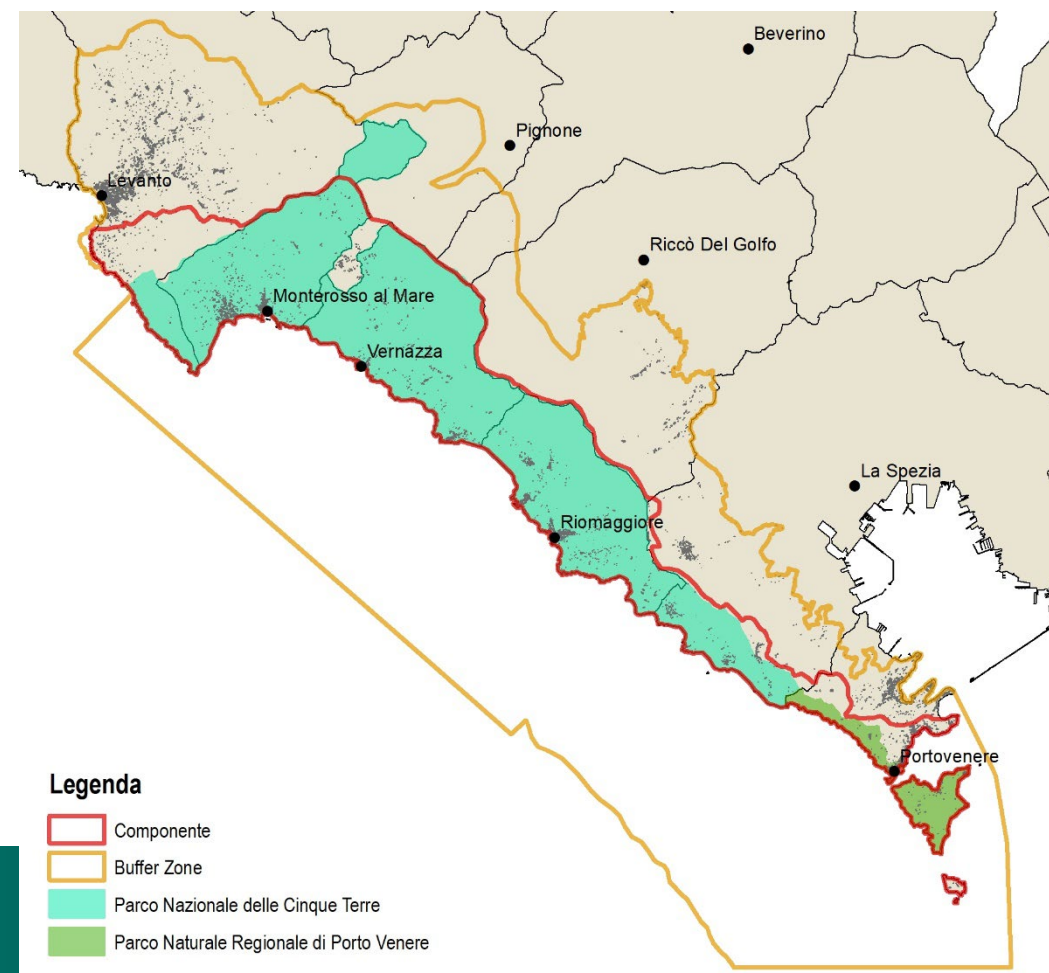 Beverino
Pignone
Levanto
Riccò Del Golfo
Monterosso al Mare
Vernazza
La Spezia
Riomaggiore
Portovenere
Legenda
Componente
Buffer Zone
Parco Nazionale delle Cinque Terre
Parco Naturale Regionale di Porto Venere